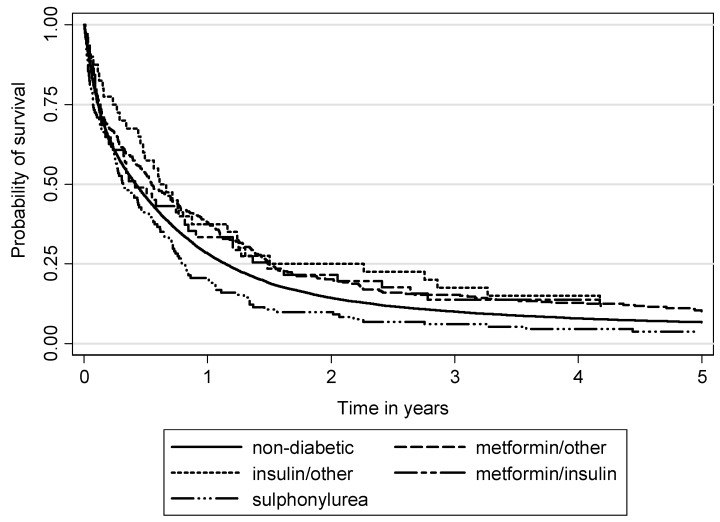 1.00
0.75
0.50
0.25
0.00
Probability of survival
0 1 2 3 4 5
Time in years
non-diabetic metformin/other
insulin/other metformin/insulin
sulphonylurea